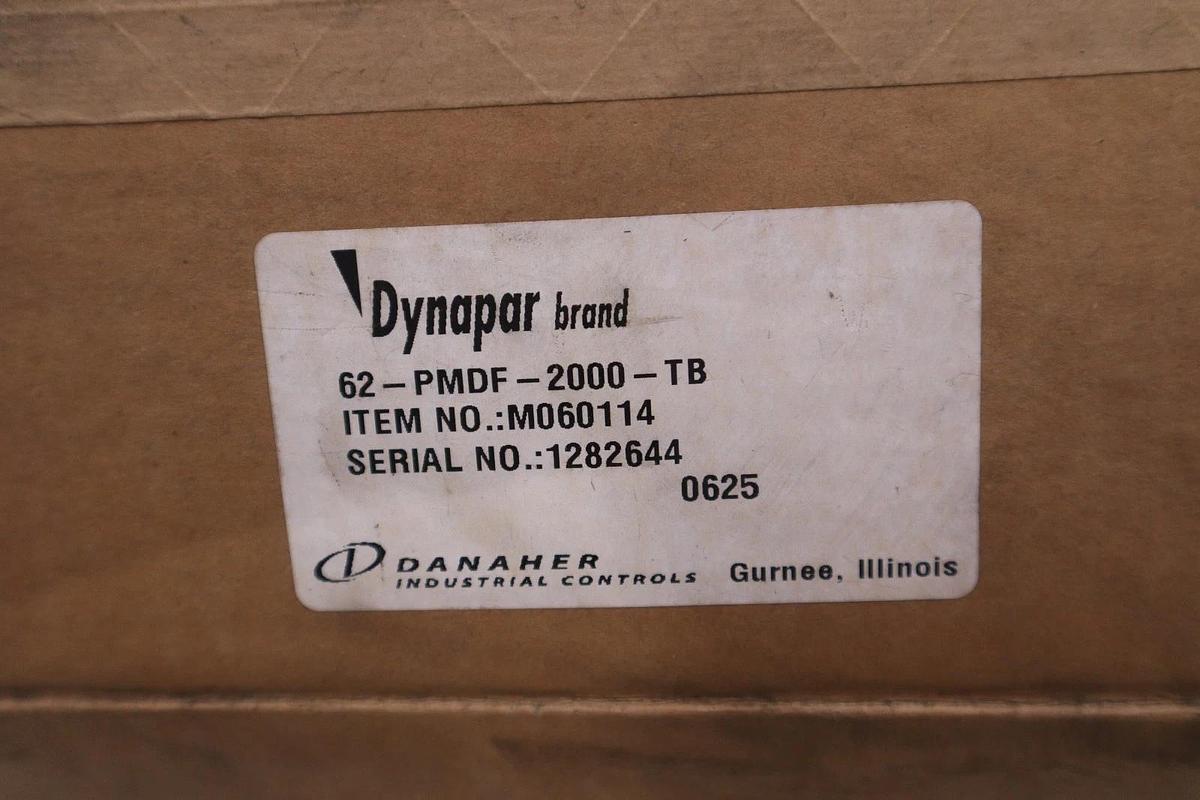 Dynapar brand
62-PMDF-2000-TB
ITEM NO.:M060114
SERIAL NO.:1282644
0625
DANAHER
INDUSTRIAL CONTROLS Gurnee, Illinois